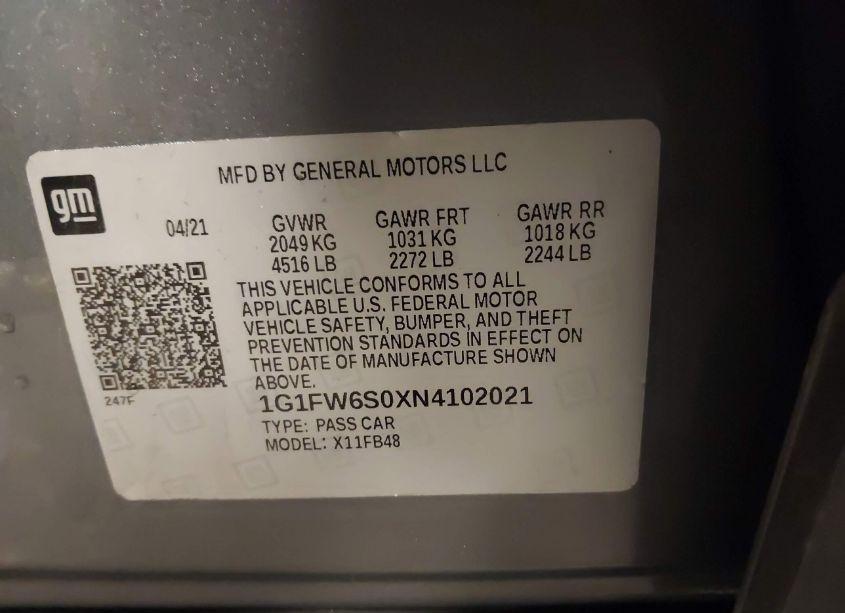 gm
MFD BY GENERAL MOTORS LLC
04/21
GVWR GAWR FRT GAWR RR
2049 KG 1031 KG 1018 KG
4516 LB 2272 LB 2244 LB
THIS VEHICLE CONFORMS TO ALL
APPLICABLE U.S. FEDERAL MOTOR
VEHICLE SAFETY, BUMPER, AND THEFT
PREVENTION STANDARDS IN EFFECT ON
THE DATE OF MANUFACTURE SHOWN
ABOVE.
247F
1G1FW6S0XN4102021
TYPE: PASS CAR
MODEL: X11FB48